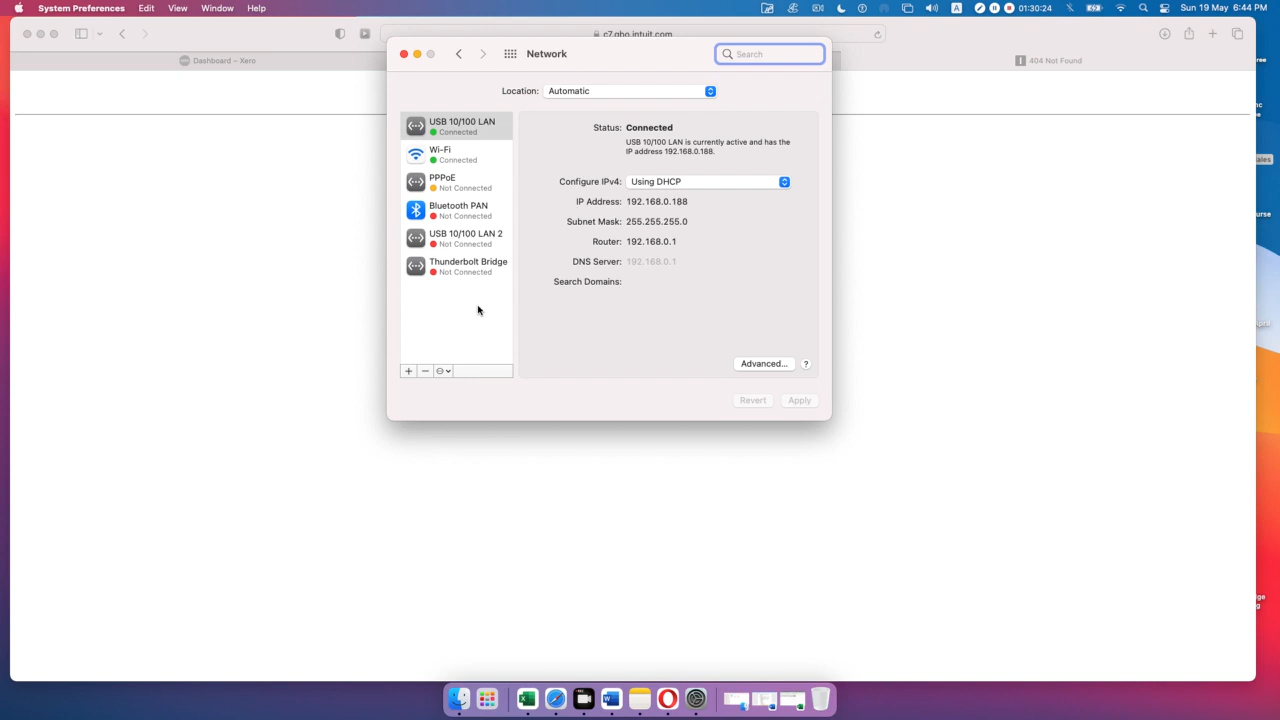 System Preferences Edit View Window Help
A
01:30:24
Sun 19 May 6:44 PM
c7.qbo.intuit.com
Dashboard – Xero
404 Not Found
Network
Search
Location: Automatic
USB 10/100 LAN
Connected
Wi-Fi
Connected
PPPoE
Not Connected
Bluetooth PAN
Not Connected
USB 10/100 LAN 2
Not Connected
Thunderbolt Bridge
Not Connected
Status: Connected
USB 10/100 LAN is currently active and has the
IP address 192.168.0.188.
Configure IPv4: Using DHCP
IP Address: 192.168.0.188
Subnet Mask: 255.255.255.0
Router: 192.168.0.1
DNS Server: 192.168.0.1
Search Domains:
Advanced... ?
Revert Apply